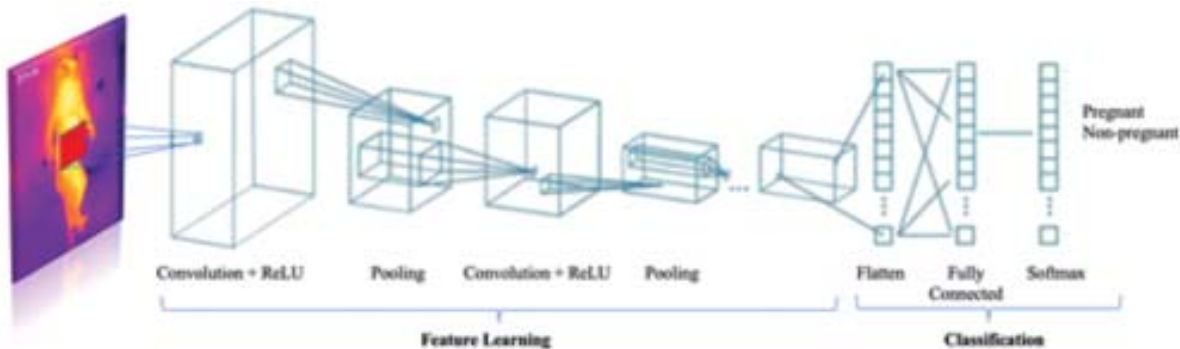 Pregnant
Non-pregnant
Convolution + ReLU
Pooling
Convolution + ReLU
Pooling
...
Flatten
Fully
Connected
Softmax
Feature Learning
Classification